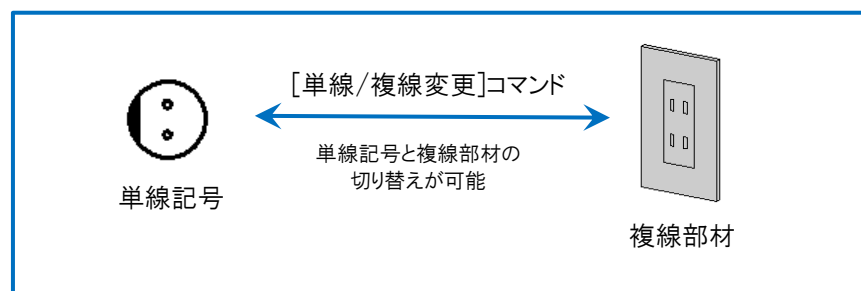 [単線/複線変更]コマンド
単線記号と複線部材の
切り替えが可能
単線記号
複線部材